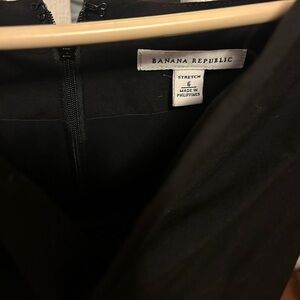 BANANA REPUBLIC
STRETCH
6
MADE IN
PHILIPPINES